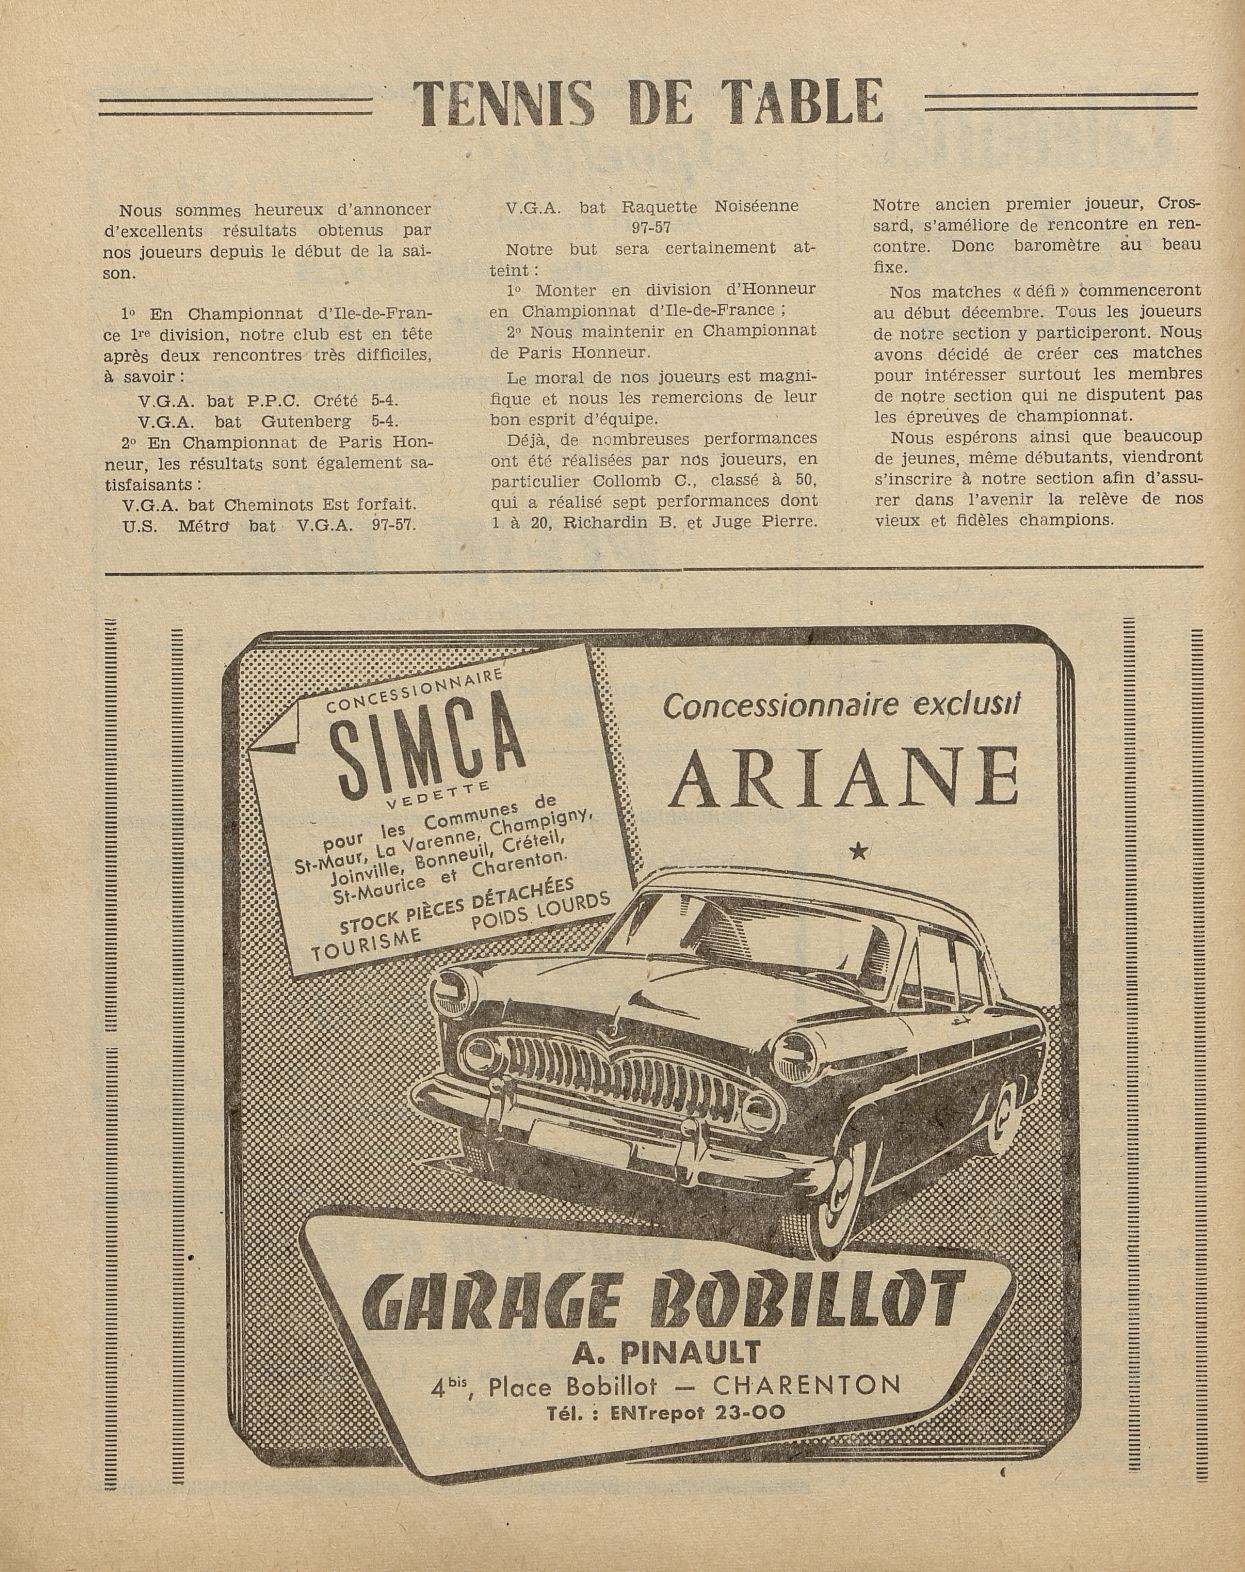 TENNIS DE TABLE
Nous sommes heureux d'annoncer
d'excellents résultats obtenus par
nos joueurs depuis le début de la sai-
son.
1º En Championnat d'Ile-de-Fran-
ce 1re division, notre club est en tête
après deux rencontres très difficiles,
à savoir :
V.G.A. bat P.P.C. Crété 5-4.
V.G.A. bat Gutenberg 5-4.
2º En Championnat de Paris Hon-
neur, les résultats sont également sa-
tisfaisants :
V.G.A. bat Cheminots Est forfait.
U.S. Métro bat V.G.A. 97-57.
V.G.A. bat Raquette Noiséenne
97-57
Notre but sera certainement at-
teint :
1º Monter en division d'Honneur
en Championnat d'Ile-de-France ;
2º Nous maintenir en Championnat
de Paris Honneur.
Le moral de nos joueurs est magni-
fique et nous les remercions de leur
bon esprit d'équipe.
Déjà, de nombreuses performances
ont été réalisées par nos joueurs, en
particulier Collomb C., classé à 50,
qui a réalisé sept performances dont
1 à 20, Richardin B. et Juge Pierre.
Notre ancien premier joueur, Cros-
sard, s'améliore de rencontre en ren-
contre. Donc baromètre au beau
fixe.
Nos matches « défi » commenceront
au début décembre. Tous les joueurs
de notre section y participeront. Nous
avons décidé de créer ces matches
pour intéresser surtout les membres
de notre section qui ne disputent pas
les épreuves de championnat.
Nous espérons ainsi que beaucoup
de jeunes, même débutants, viendront
s'inscrire à notre section afin d'assu-
rer dans l'avenir la relève de nos
vieux et fidèles champions.
CONCESSIONNAIRE
SIMCA
VEDETTE
pour les Communes de
St-Maur, La Varenne, Champigny,
Joinville, Bonneuil, Créteil,
St-Maurice et Charenton.
STOCK PIÈCES DÉTACHÉES
TOURISME POIDS LOURDS
Concessionnaire exclusif
ARIANE
GARAGE BOBILLOT
A. PINAULT
4bis, Place Bobillot — CHARENTON
Tél. : ENTrepot 23-00